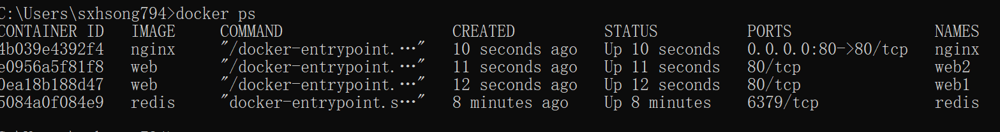 C:\Users\sxhsong794>docker ps
CONTAINER ID IMAGE COMMAND CREATED STATUS PORTS NAMES
4b039e4392f4 nginx "/docker-entrypoint.…" 10 seconds ago Up 10 seconds 0.0.0.0:80->80/tcp nginx
e0956a5f81f8 web "/docker-entrypoint.…" 11 seconds ago Up 11 seconds 80/tcp web2
0ea18b188d47 web "/docker-entrypoint.…" 12 seconds ago Up 12 seconds 80/tcp web1
5084a0f084e9 redis "docker-entrypoint.s…" 8 minutes ago Up 8 minutes 6379/tcp redis